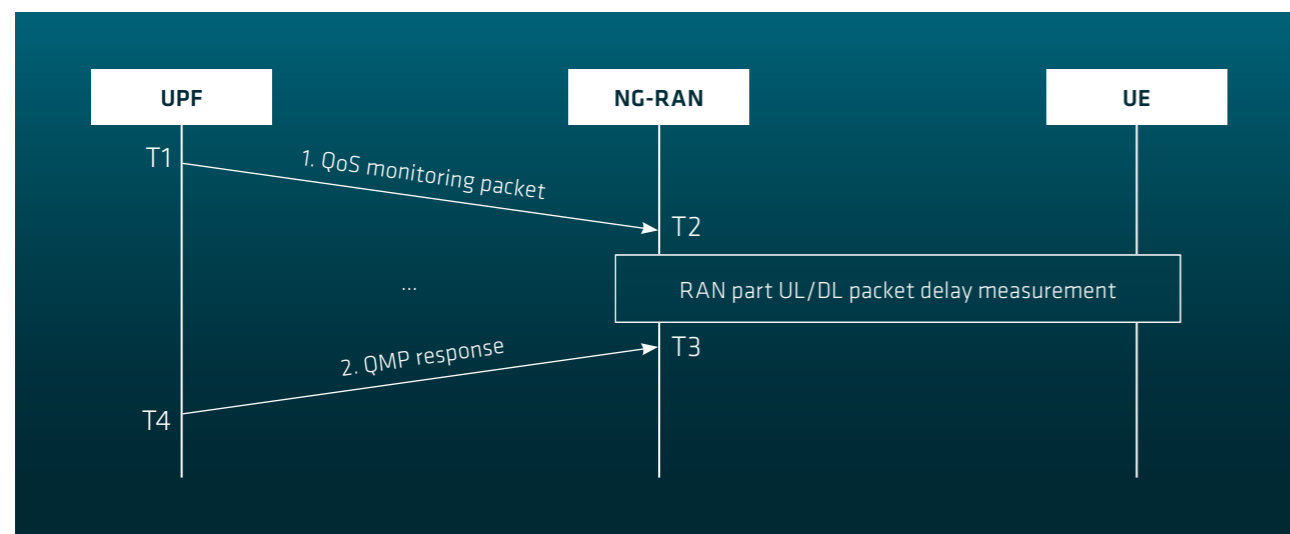 UPF
NG-RAN
UE
T1
1. QoS monitoring packet
T2
...
RAN part UL/DL packet delay measurement
2. QMP response
T3
T4